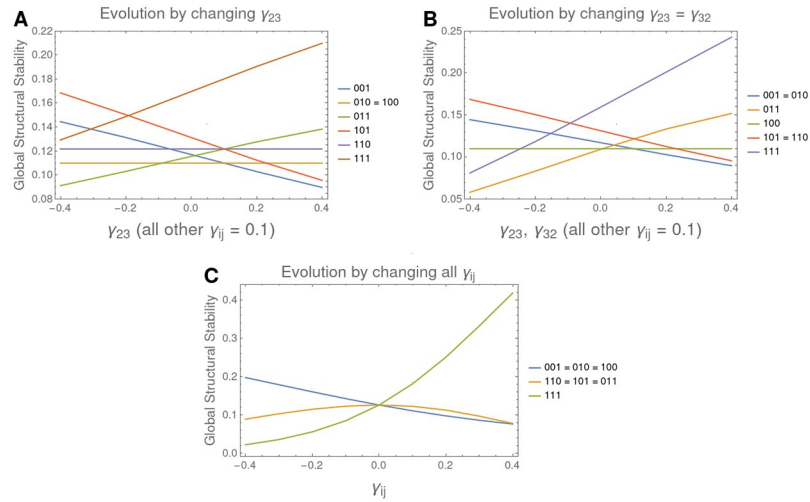 A
Evolution by changing γ23
Global Structural Stability
0.22
0.20
0.18
0.16
0.14
0.12
0.10
0.08
−0.4
−0.2
0.0
0.2
0.4
γ23 (all other γij = 0.1)
001
010 = 100
011
101
110
111
B
Evolution by changing γ23 = γ32
Global Structural Stability
0.25
0.20
0.15
0.10
0.05
−0.4
−0.2
0.0
0.2
0.4
γ23, γ32 (all other γij = 0.1)
001 = 010
011
100
101 = 110
111
C
Evolution by changing all γij
Global Structural Stability
0.4
0.3
0.2
0.1
0.0
−0.4
−0.2
0.0
0.2
0.4
γij
001 = 010 = 100
110 = 101 = 011
111